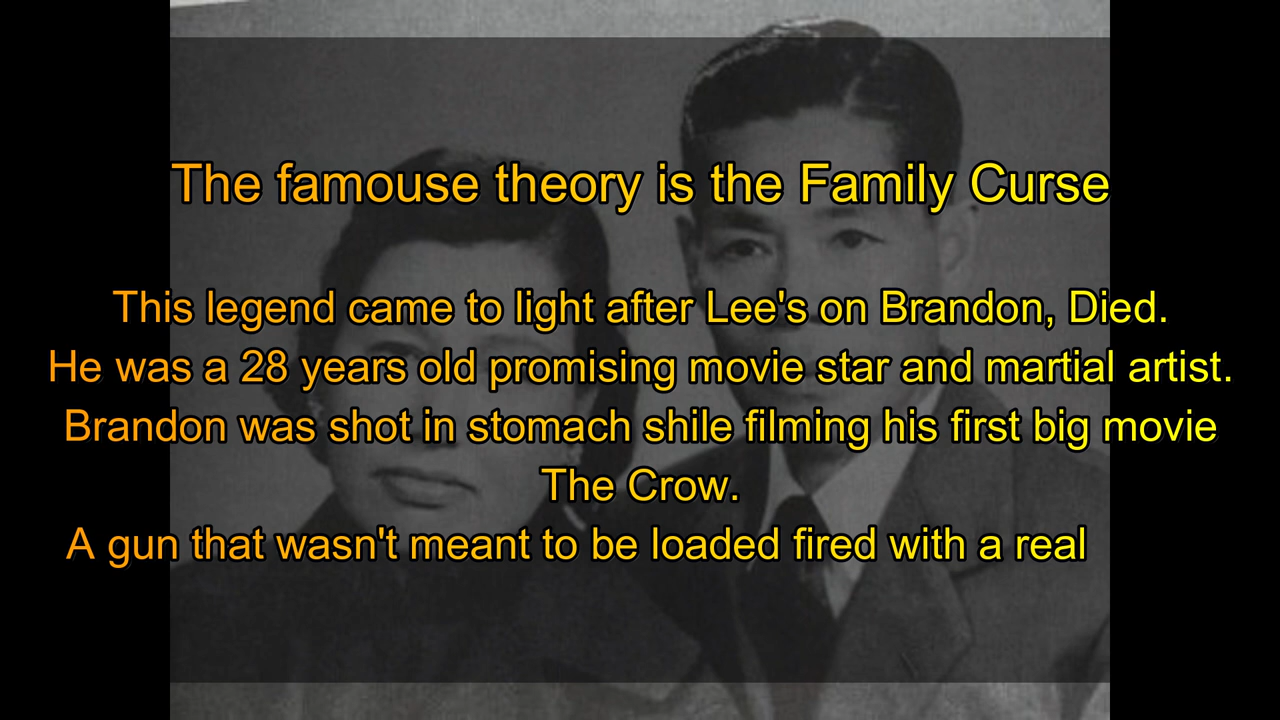 The famouse theory is the Family Curse
This legend came to light after Lee's on Brandon, Died.
He was a 28 years old promising movie star and martial artist.
Brandon was shot in stomach shile filming his first big movie
The Crow.
A gun that wasn't meant to be loaded fired with a real